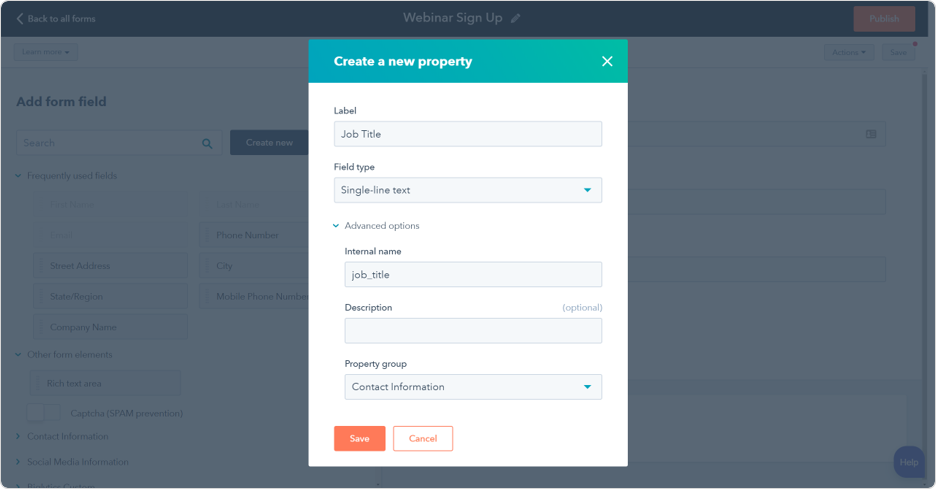 Back to all forms
Webinar Sign Up
Publish
Learn more
Actions
Save
Add form field
Search
Create new
Frequently used fields
First Name
Last Name
Email
Phone Number
Street Address
City
State/Region
Mobile Phone Number
Company Name
Other form elements
Rich text area
Captcha (SPAM prevention)
Contact Information
Social Media Information
Create a new property
Label
Job Title
Field type
Single-line text
Advanced options
Internal name
job_title
Description (optional)
Property group
Contact Information
Save
Cancel
Help